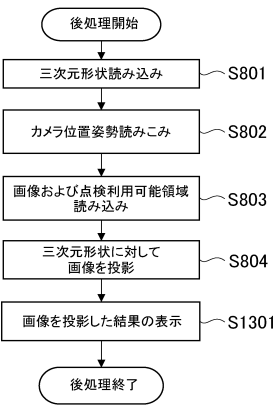 後処理開始
三次元形状読み込み
S801
カメラ位置姿勢読みこみ
S802
画像および点検利用可能領域
読み込み
S803
三次元形状に対して
画像を投影
S804
画像を投影した結果の表示
S1301
後処理終了